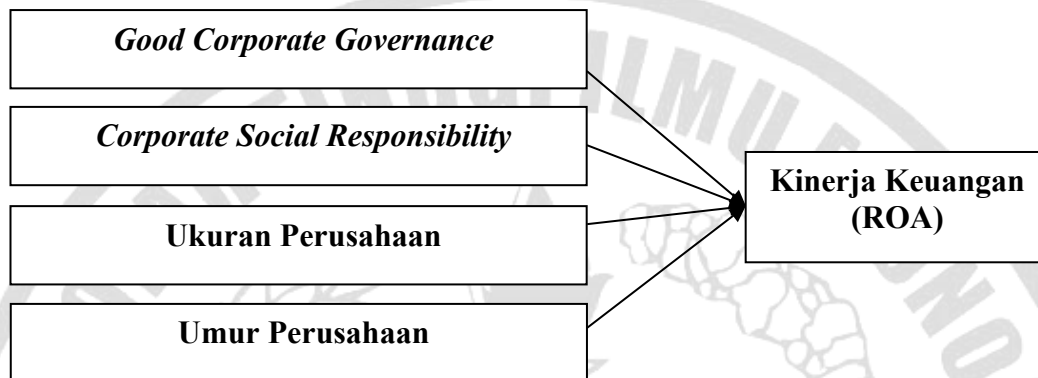 Good Corporate Governance
Corporate Social Responsibility
Ukuran Perusahaan
Umur Perusahaan
Kinerja Keuangan
(ROA)